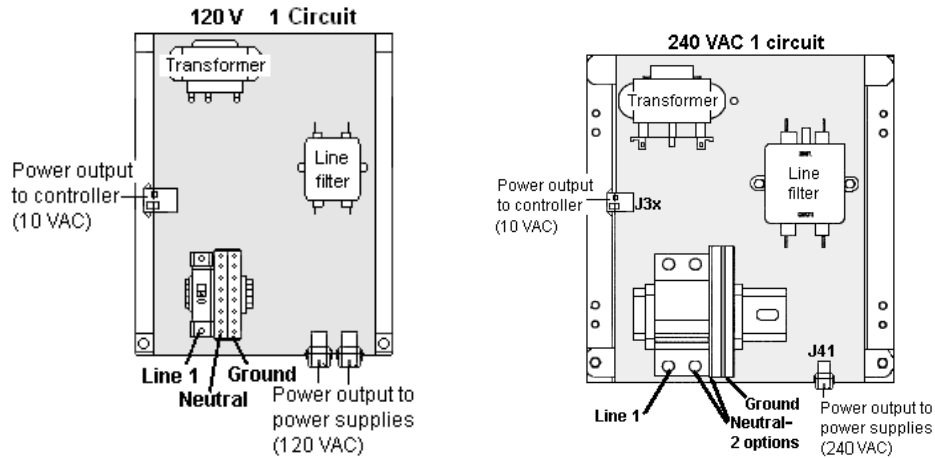 120 V 1 Circuit
Transformer
Line
filter
Power output
to controller
(10 VAC)
Line 1
Ground
Neutral
Power output to
power supplies
(120 VAC)
240 VAC 1 circuit
Transformer
Line
filter
Power output
to controller
(10 VAC)
J3x
J41
Line 1
Ground
Neutral-
2 options
Power output to
power supplies
(240 VAC)